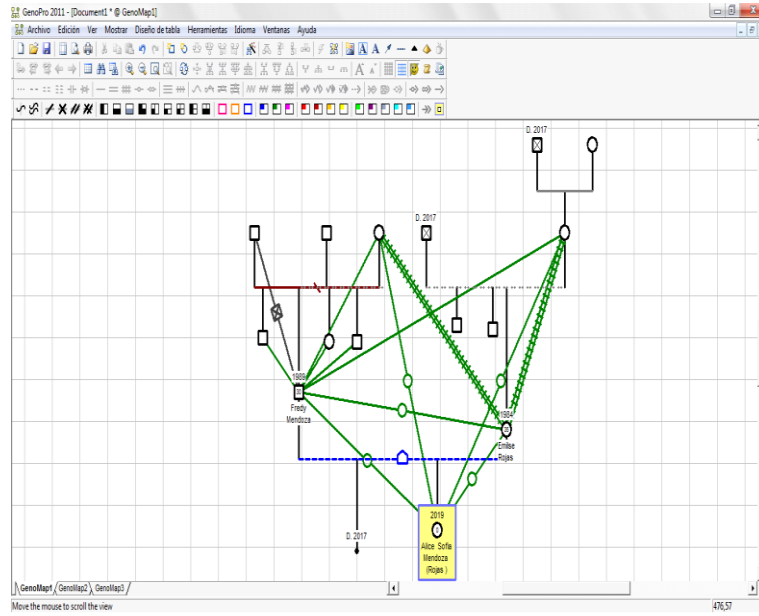 GenoPro 2011 - [Document1 * @ GenoMap1]
Archivo Edición Ver Mostrar Diseño de tabla Herramientas Idioma Ventanas Ayuda
D. 2017
D. 2017
1989
30
Fredy
Mendoza
1984
Emilse
Rojas
2019
Alice Sofía
Mendoza
(Rojas )
D. 2017
GenoMap1 GenoMap2 GenoMap3
Move the mouse to scroll the view
476,57